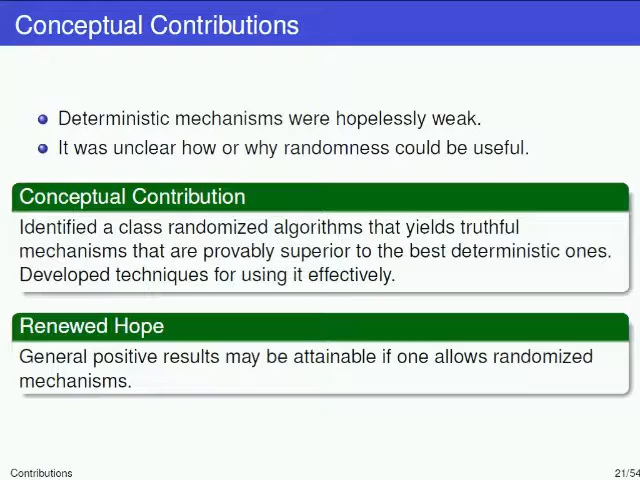 Conceptual Contributions
Deterministic mechanisms were hopelessly weak.
It was unclear how or why randomness could be useful.
Conceptual Contribution
Identified a class randomized algorithms that yields truthful
mechanisms that are provably superior to the best deterministic ones.
Developed techniques for using it effectively.
Renewed Hope
General positive results may be attainable if one allows randomized
mechanisms.
Contributions
21/54